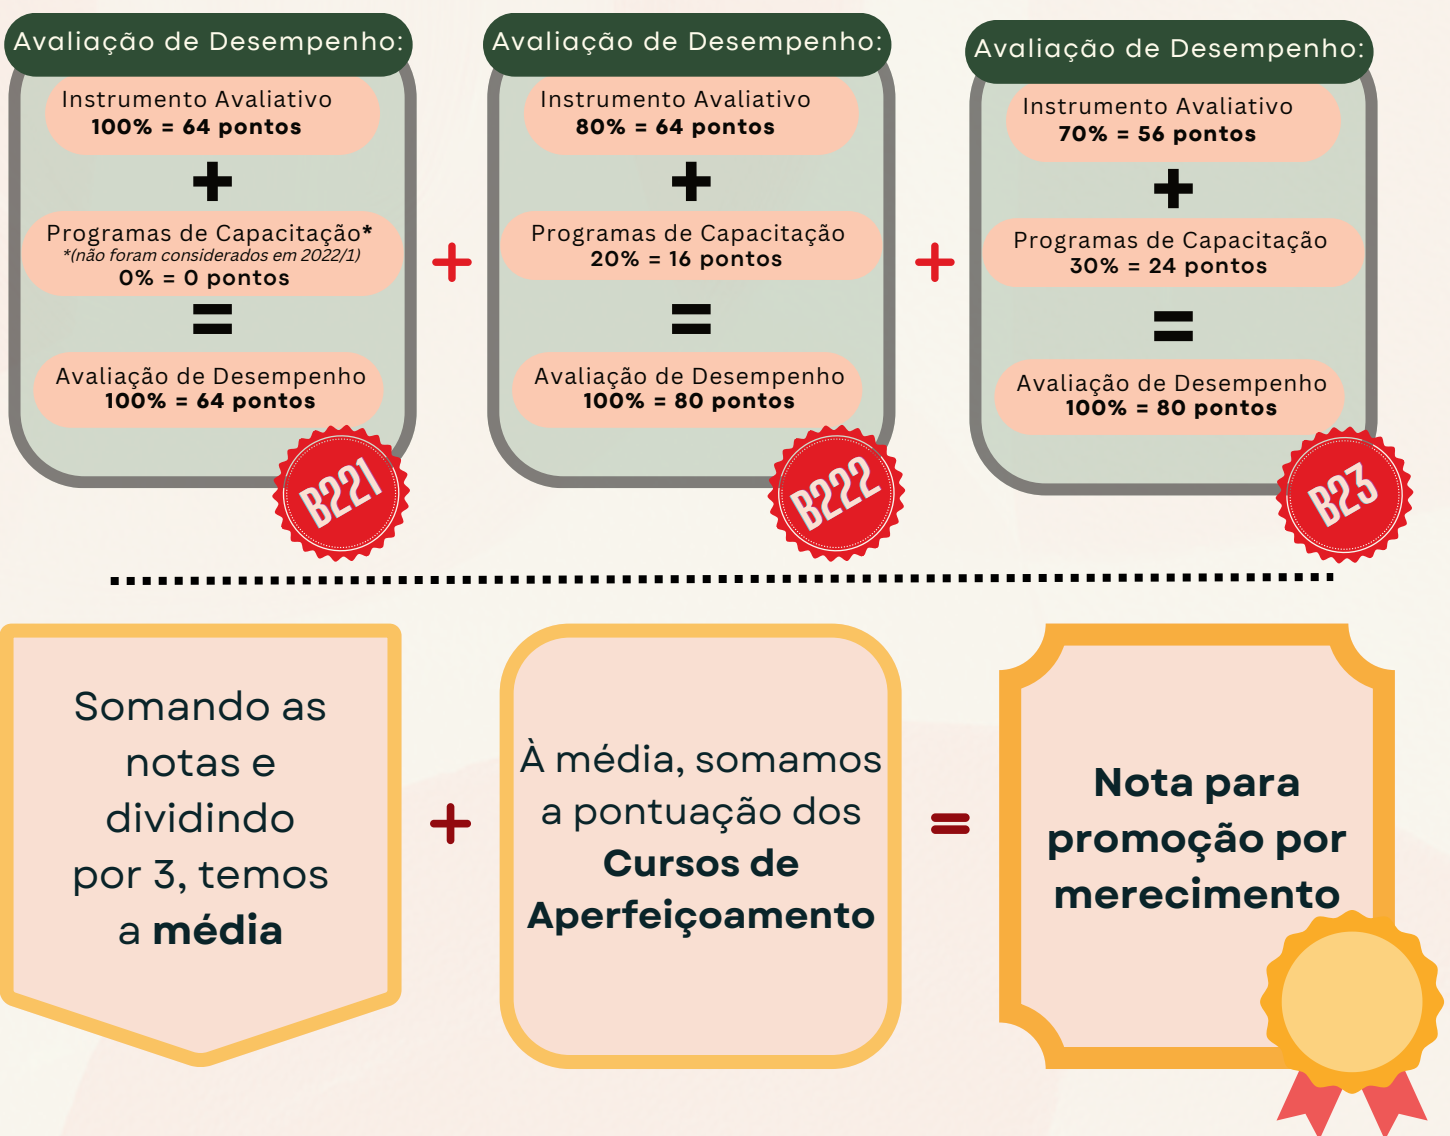 Avaliação de Desempenho:
Instrumento Avaliativo
100% = 64 pontos
+
Programas de Capacitação*
*(não foram considerados em 2022/1)
0% = 0 pontos
=
Avaliação de Desempenho
100% = 64 pontos
B221
+
Avaliação de Desempenho:
Instrumento Avaliativo
80% = 64 pontos
+
Programas de Capacitação
20% = 16 pontos
=
Avaliação de Desempenho
100% = 80 pontos
B222
+
Avaliação de Desempenho:
Instrumento Avaliativo
70% = 56 pontos
+
Programas de Capacitação
30% = 24 pontos
=
Avaliação de Desempenho
100% = 80 pontos
B23
Somando as
notas e
dividindo
por 3, temos
a média
+
À média, somamos
a pontuação dos
Cursos de
Aperfeiçoamento
=
Nota para
promoção por
merecimento